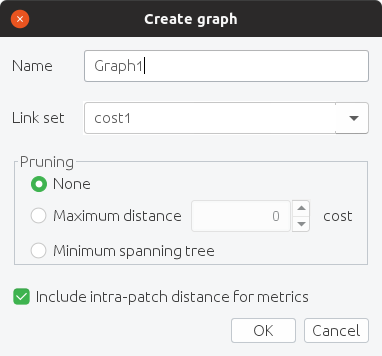 Create graph
Name Graph1
Link set cost1
Pruning
None
Maximum distance 0 cost
Minimum spanning tree
Include intra-patch distance for metrics
OK Cancel